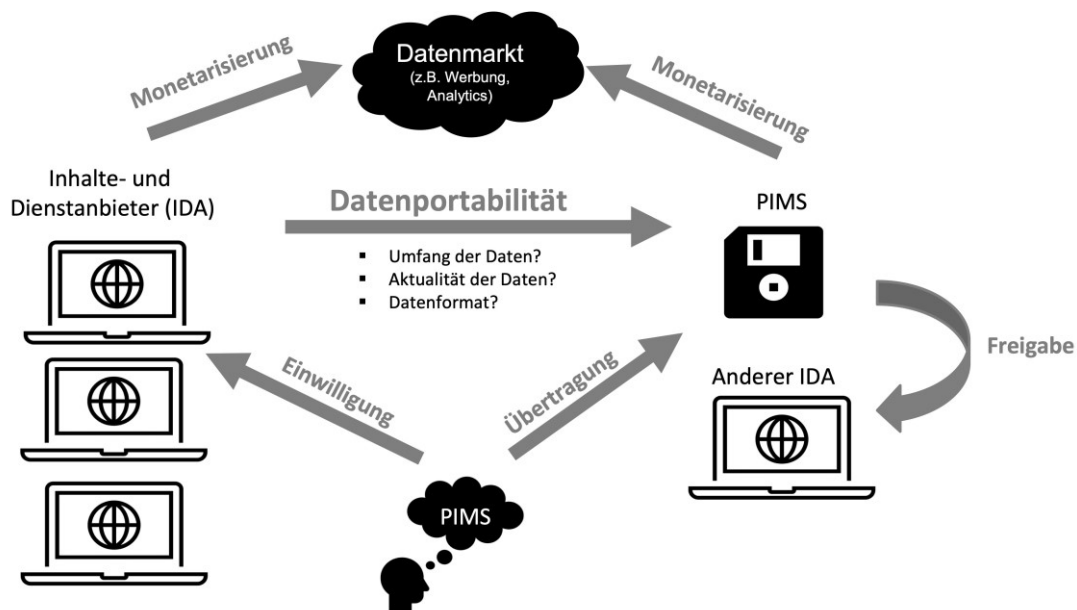 Monetarisierung
Datenmarkt
(z.B. Werbung,
Analytics)
Monetarisierung
Inhalte- und
Dienstanbieter (IDA)
Datenportabilität
▪ Umfang der Daten?
▪ Aktualität der Daten?
▪ Datenformat?
PIMS
Freigabe
Einwilligung
Übertragung
Anderer IDA
PIMS